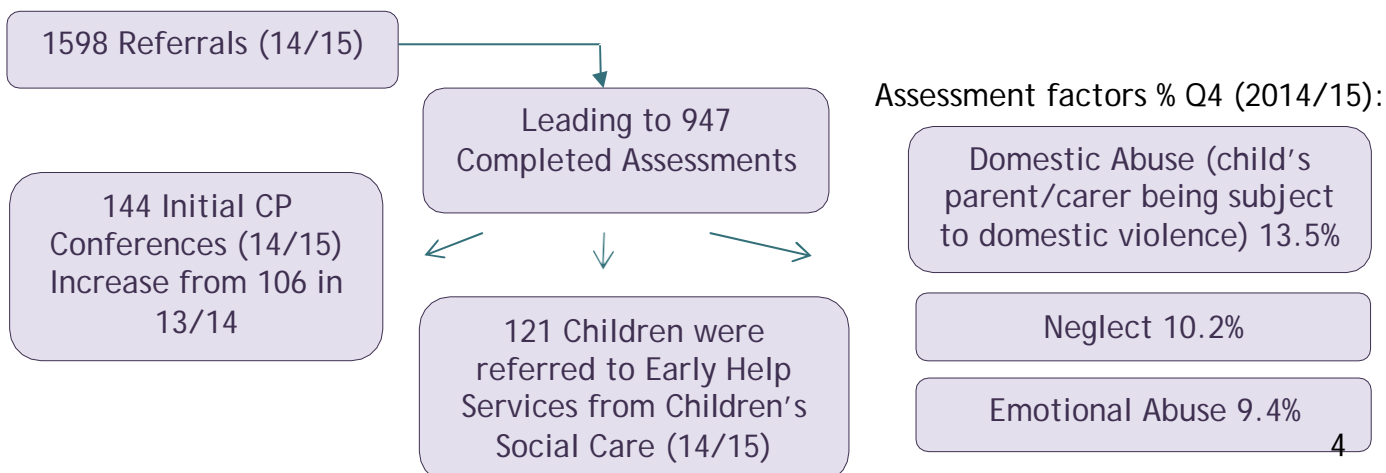 1598 Referrals (14/15)
Leading to 947
Completed Assessments
144 Initial CP
Conferences (14/15)
Increase from 106 in
13/14
121 Children were
referred to Early Help
Services from Children’s
Social Care (14/15)
Assessment factors % Q4 (2014/15):
Domestic Abuse (child’s
parent/carer being subject
to domestic violence) 13.5%
Neglect 10.2%
Emotional Abuse 9.4%
4